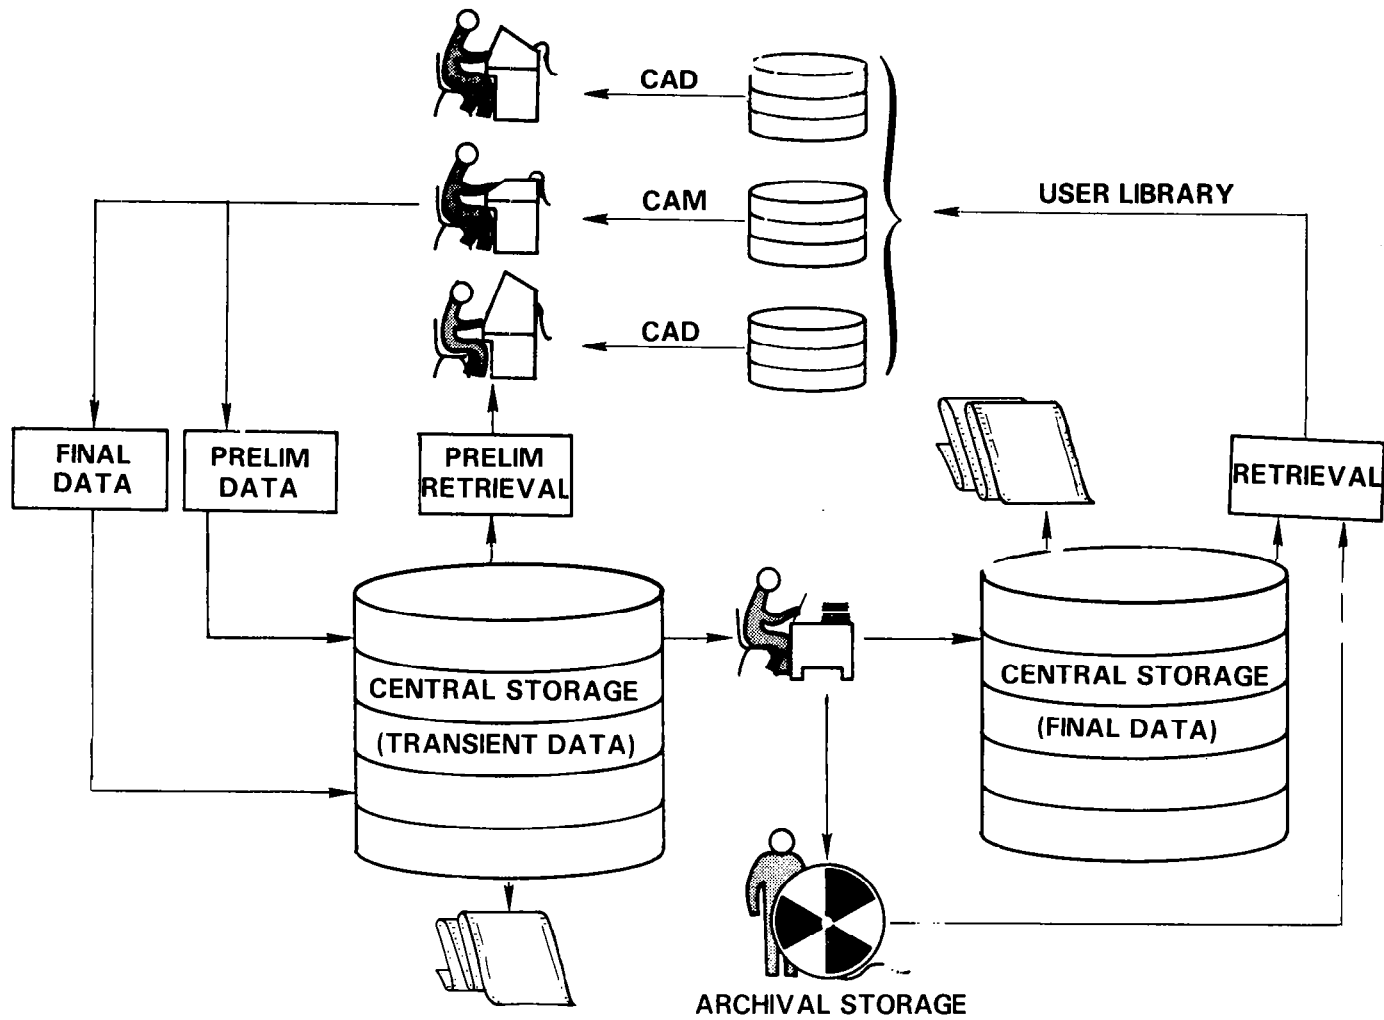 CAD
CAM
USER LIBRARY
CAD
FINAL
DATA
PRELIM
DATA
PRELIM
RETRIEVAL
RETRIEVAL
CENTRAL STORAGE
(TRANSIENT DATA)
CENTRAL STORAGE
(FINAL DATA)
ARCHIVAL STORAGE